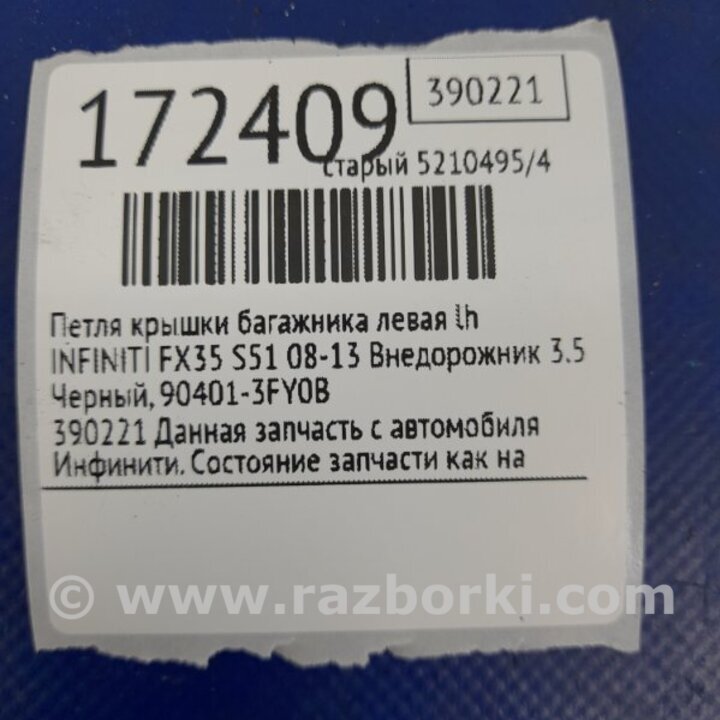 172409
390221
старый 5210495/4
Петля крышки багажника левая lh
INFINITI FX35 S51 08-13 Внедорожник 3.5
Черный, 90401-3FY0B
390221 Данная запчасть с автомобиля
Инфинити. Состояние запчасти как на
© www.razborki.com